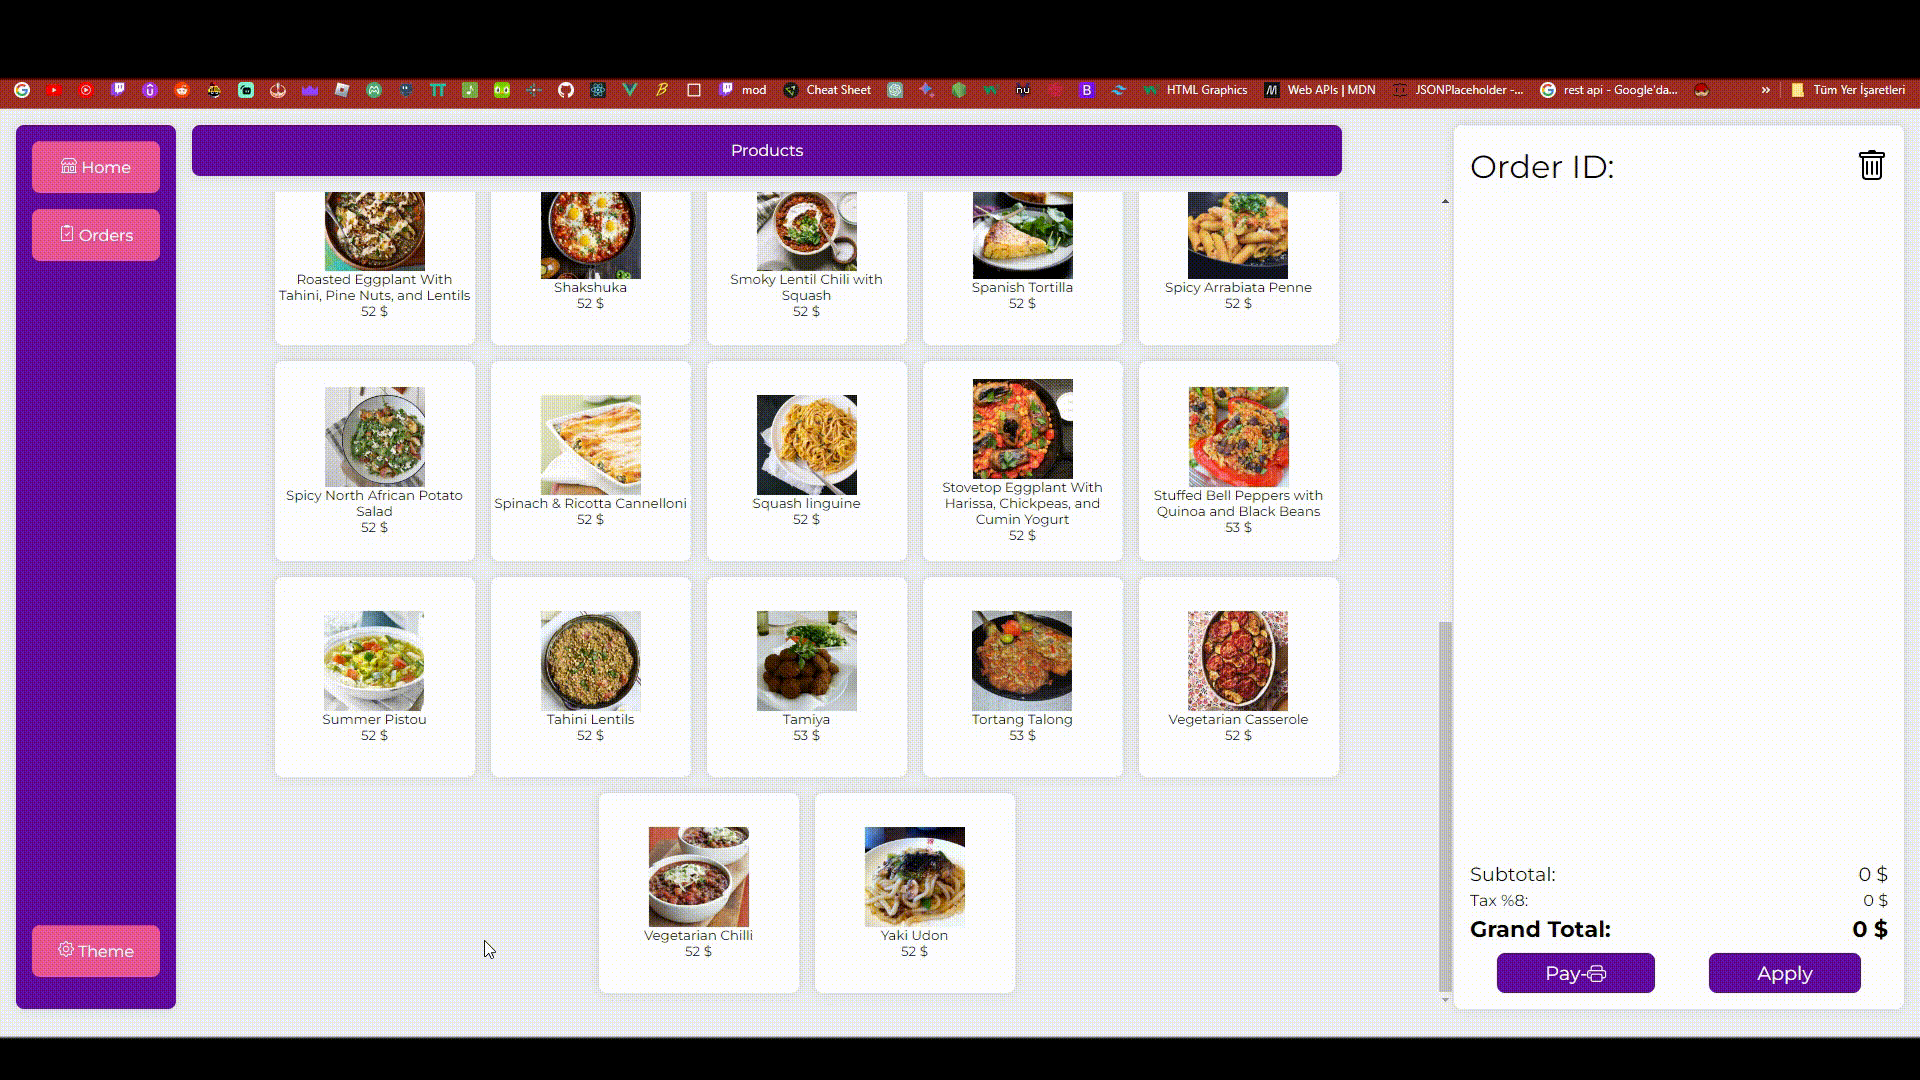 mod
Cheat Sheet
HTML Graphics
Web APIs | MDN
JSONPlaceholder -...
rest api - Google'da...
»
Tüm Yer İşaretleri
Home
Orders
Theme
Products
Roasted Eggplant With
Tahini, Pine Nuts, and Lentils
52 $
Shakshuka
52 $
Smoky Lentil Chili with
Squash
52 $
Spanish Tortilla
52 $
Spicy Arrabiata Penne
52 $
Spicy North African Potato
Salad
52 $
Spinach & Ricotta Cannelloni
52 $
Squash linguine
52 $
Stovetop Eggplant With
Harissa, Chickpeas, and
Cumin Yogurt
52 $
Stuffed Bell Peppers with
Quinoa and Black Beans
53 $
Summer Pistou
52 $
Tahini Lentils
52 $
Tamiya
53 $
Tortang Talong
53 $
Vegetarian Casserole
52 $
Vegetarian Chilli
52 $
Yaki Udon
52 $
Order ID:
Subtotal: 0 $
Tax %8: 0 $
Grand Total: 0 $
Pay-
Apply